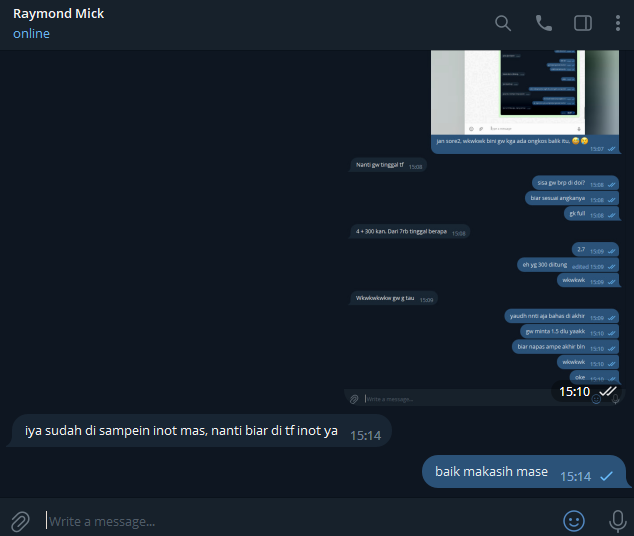 Raymond Mick
online
jan sore2, wkwkwk bini gw kga ada ongkos balik itu, 😅😢
15:07
Nanti gw tinggal tf 15:08
sisa gw brp di doi? 15:08
biar sesuai angkanya 15:08
gk full 15:08
4 + 300 kan. Dari 7rb tinggal berapa 15:08
2,7 15:09
eh yg 300 diitung edited 15:09
wkwkwk 15:09
Wkwkwkwkw gw g tau 15:09
yaudh nnti aja bahas di akhir 15:09
gw minta 1.5 dlu yaakk 15:10
biar napas ampe akhir bln 15:10
wkwkwk 15:10
oke 15:10
15:10
Write a message...
iya sudah di sampein inot mas, nanti biar di tf inot ya 15:14
baik makasih mase 15:14
Write a message...